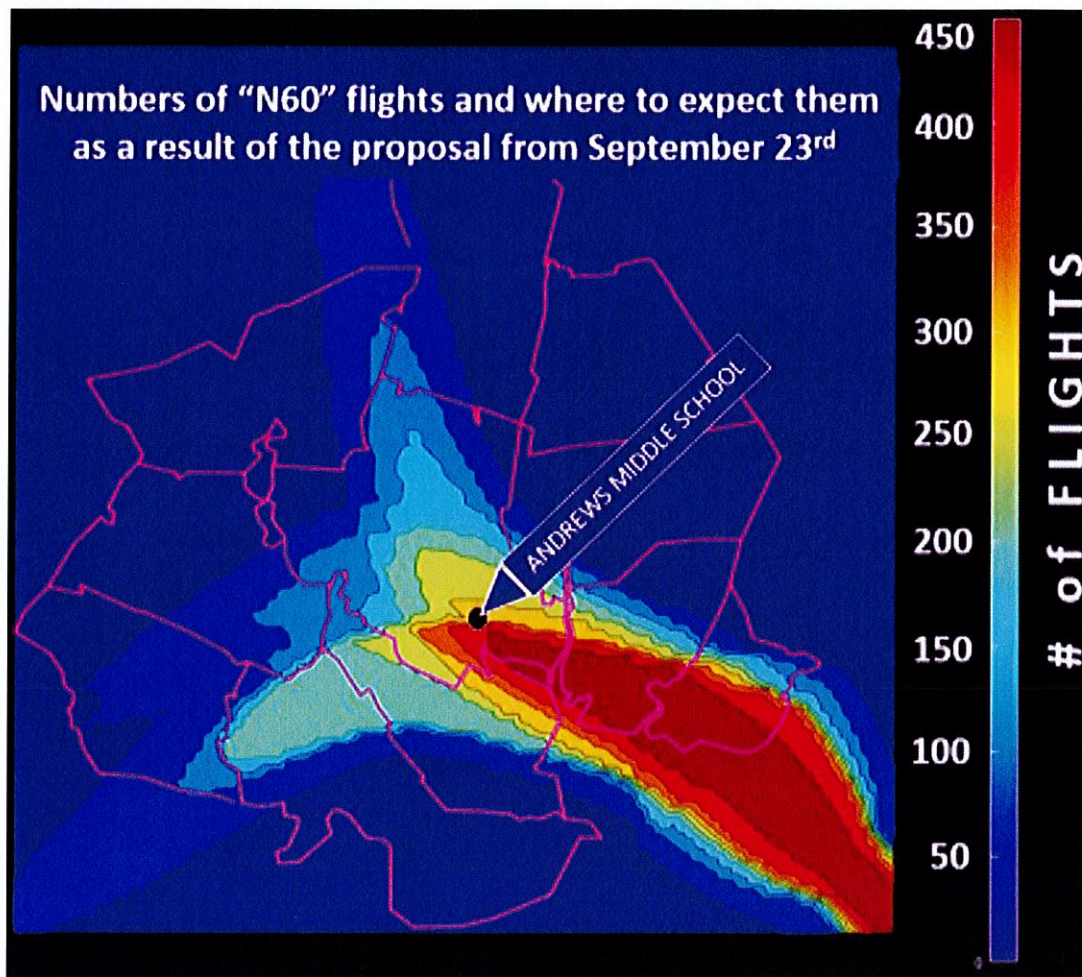 Numbers of “N60” flights and where to expect them
as a result of the proposal from September 23rd
ANDREWS MIDDLE SCHOOL
450
400
350
300
250
200
150
100
50
0
# of FLIGHTS